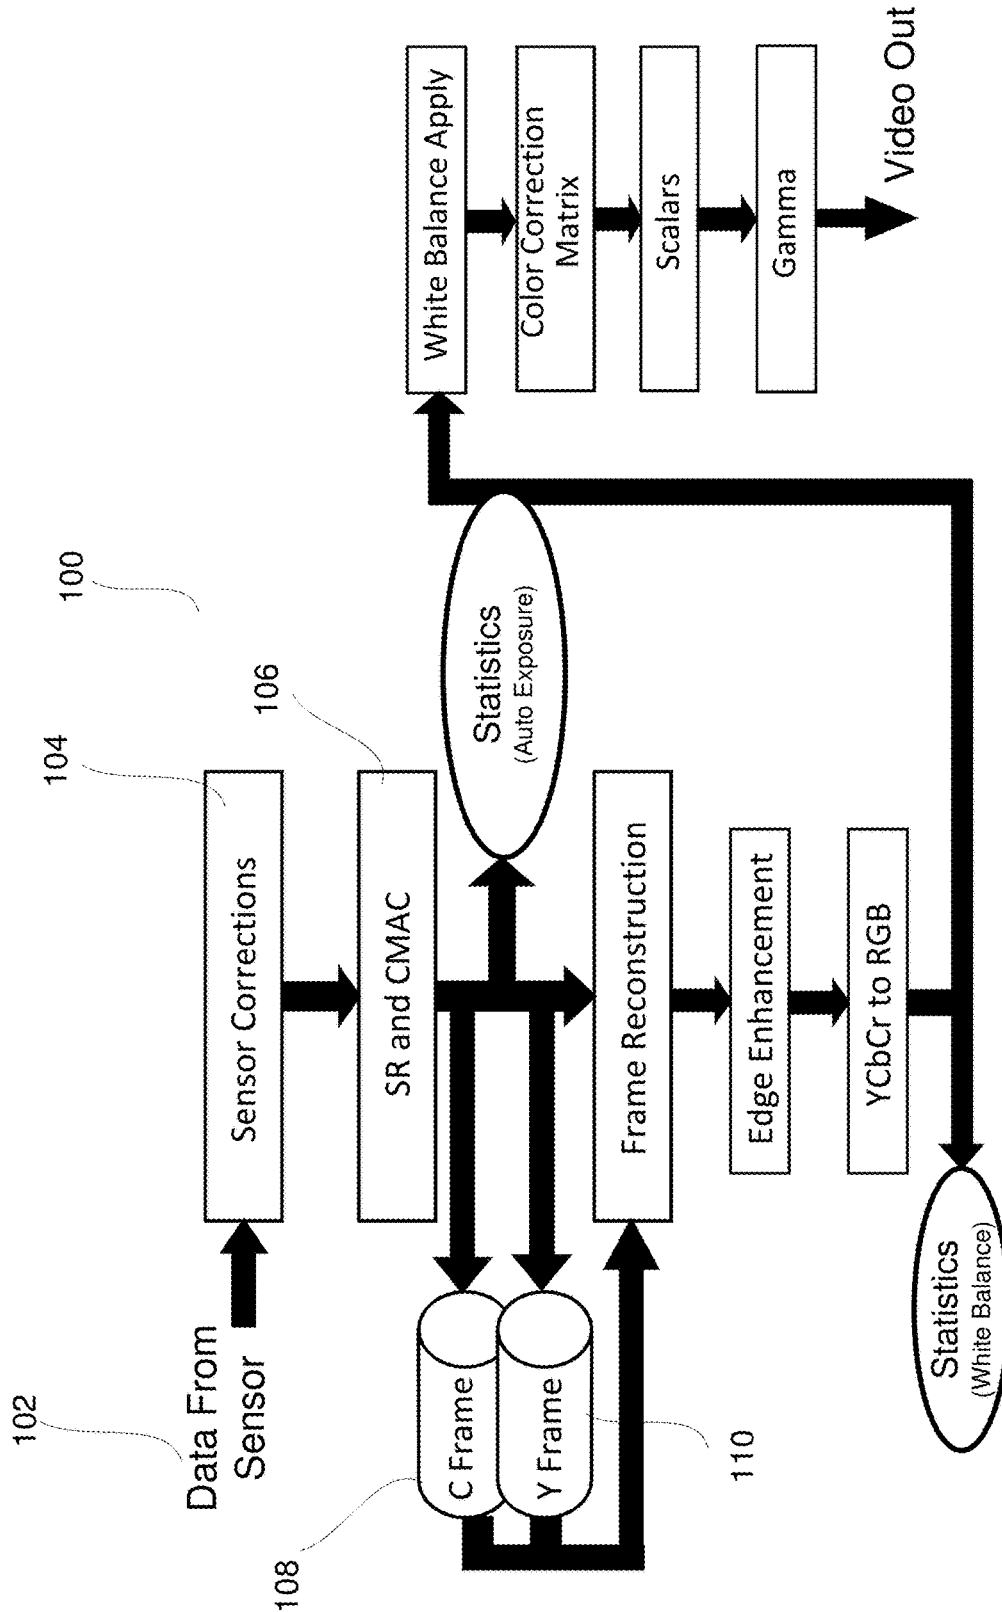 100
102
Data From
Sensor
104
Sensor Corrections
106
SR and CMAC
Statistics
(Auto Exposure)
108
C Frame
Y Frame
110
Frame Reconstruction
Edge Enhancement
YCbCr to RGB
Statistics
(White Balance)
White Balance Apply
Color Correction
Matrix
Scalars
Gamma
Video Out